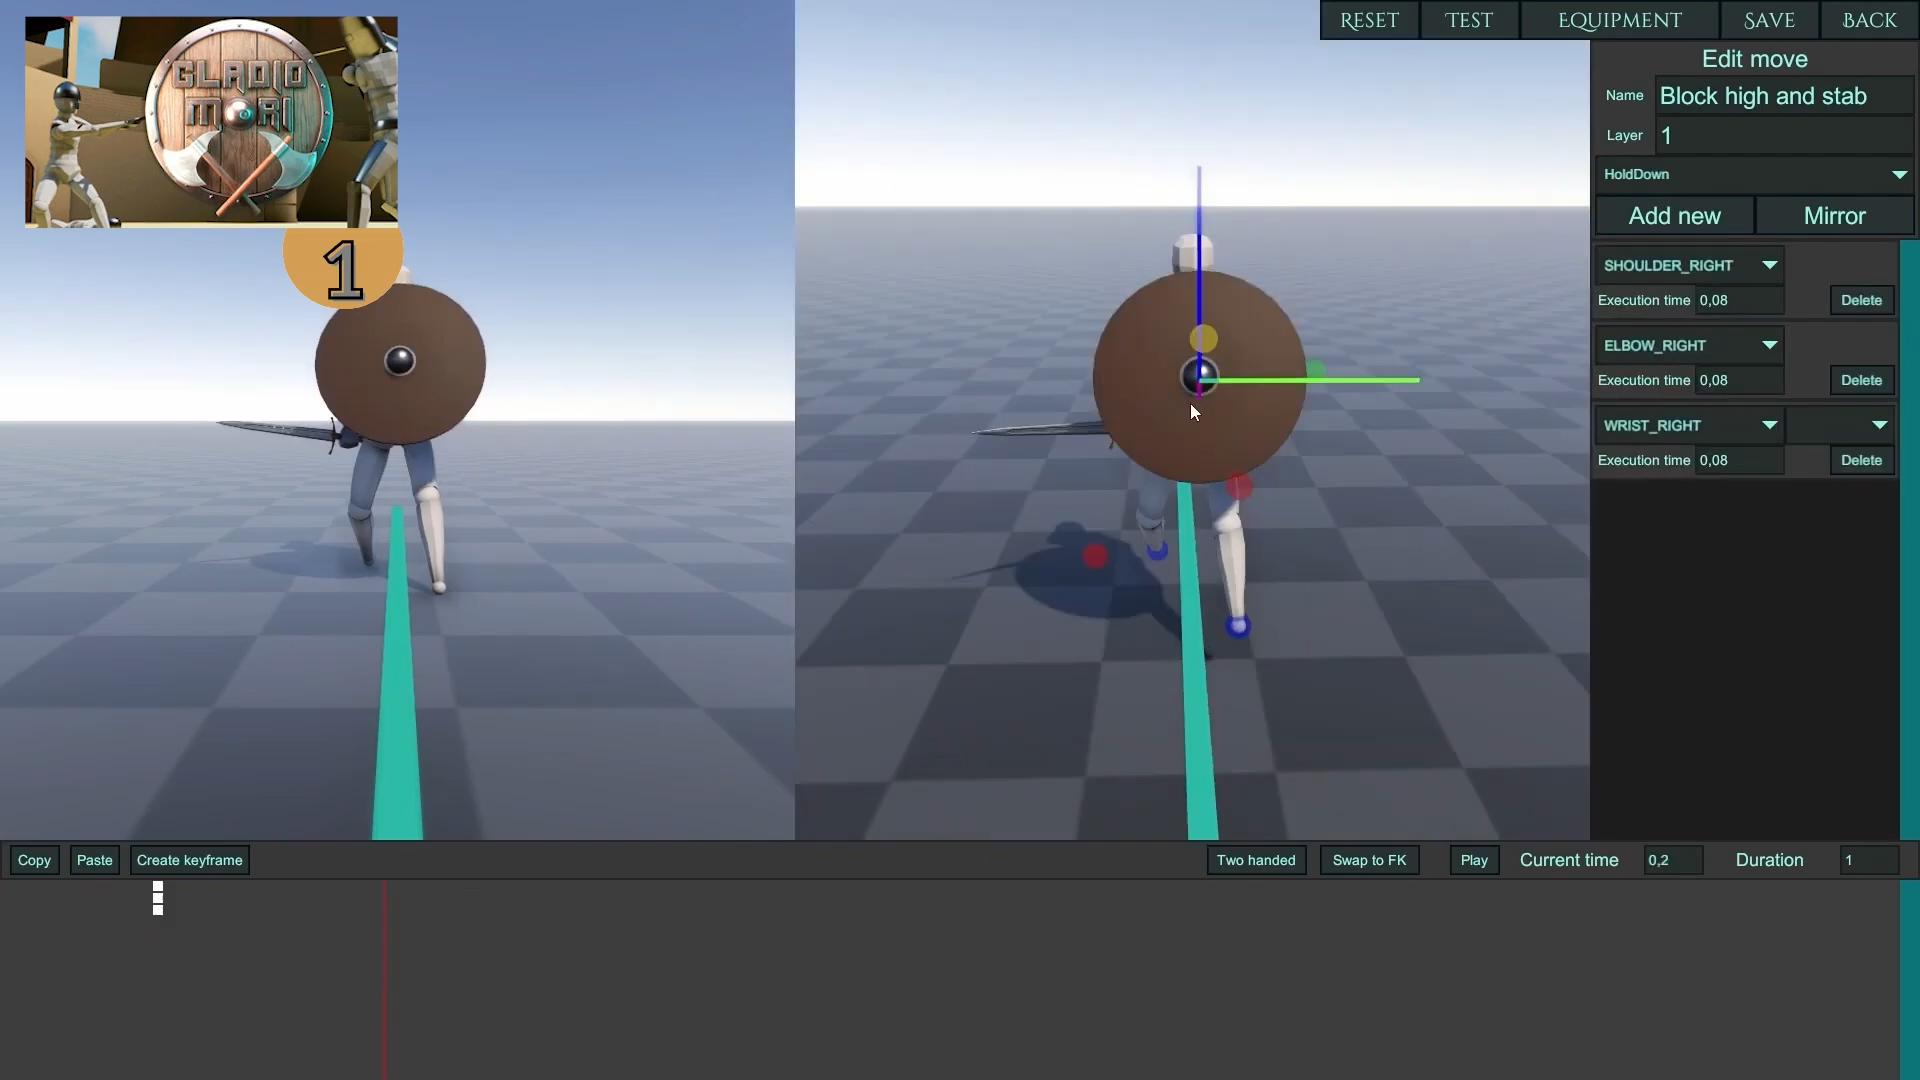 RESET
TEST
EQUIPMENT
SAVE
BACK
GLADIO
MORI
1
Edit move
Name
Block high and stab
Layer
1
HoldDown
Add new
Mirror
SHOULDER_RIGHT
Execution time
0,08
Delete
ELBOW_RIGHT
Execution time
0,08
Delete
WRIST_RIGHT
Execution time
0,08
Delete
Copy
Paste
Create keyframe
Two handed
Swap to FK
Play
Current time
0,2
Duration
1